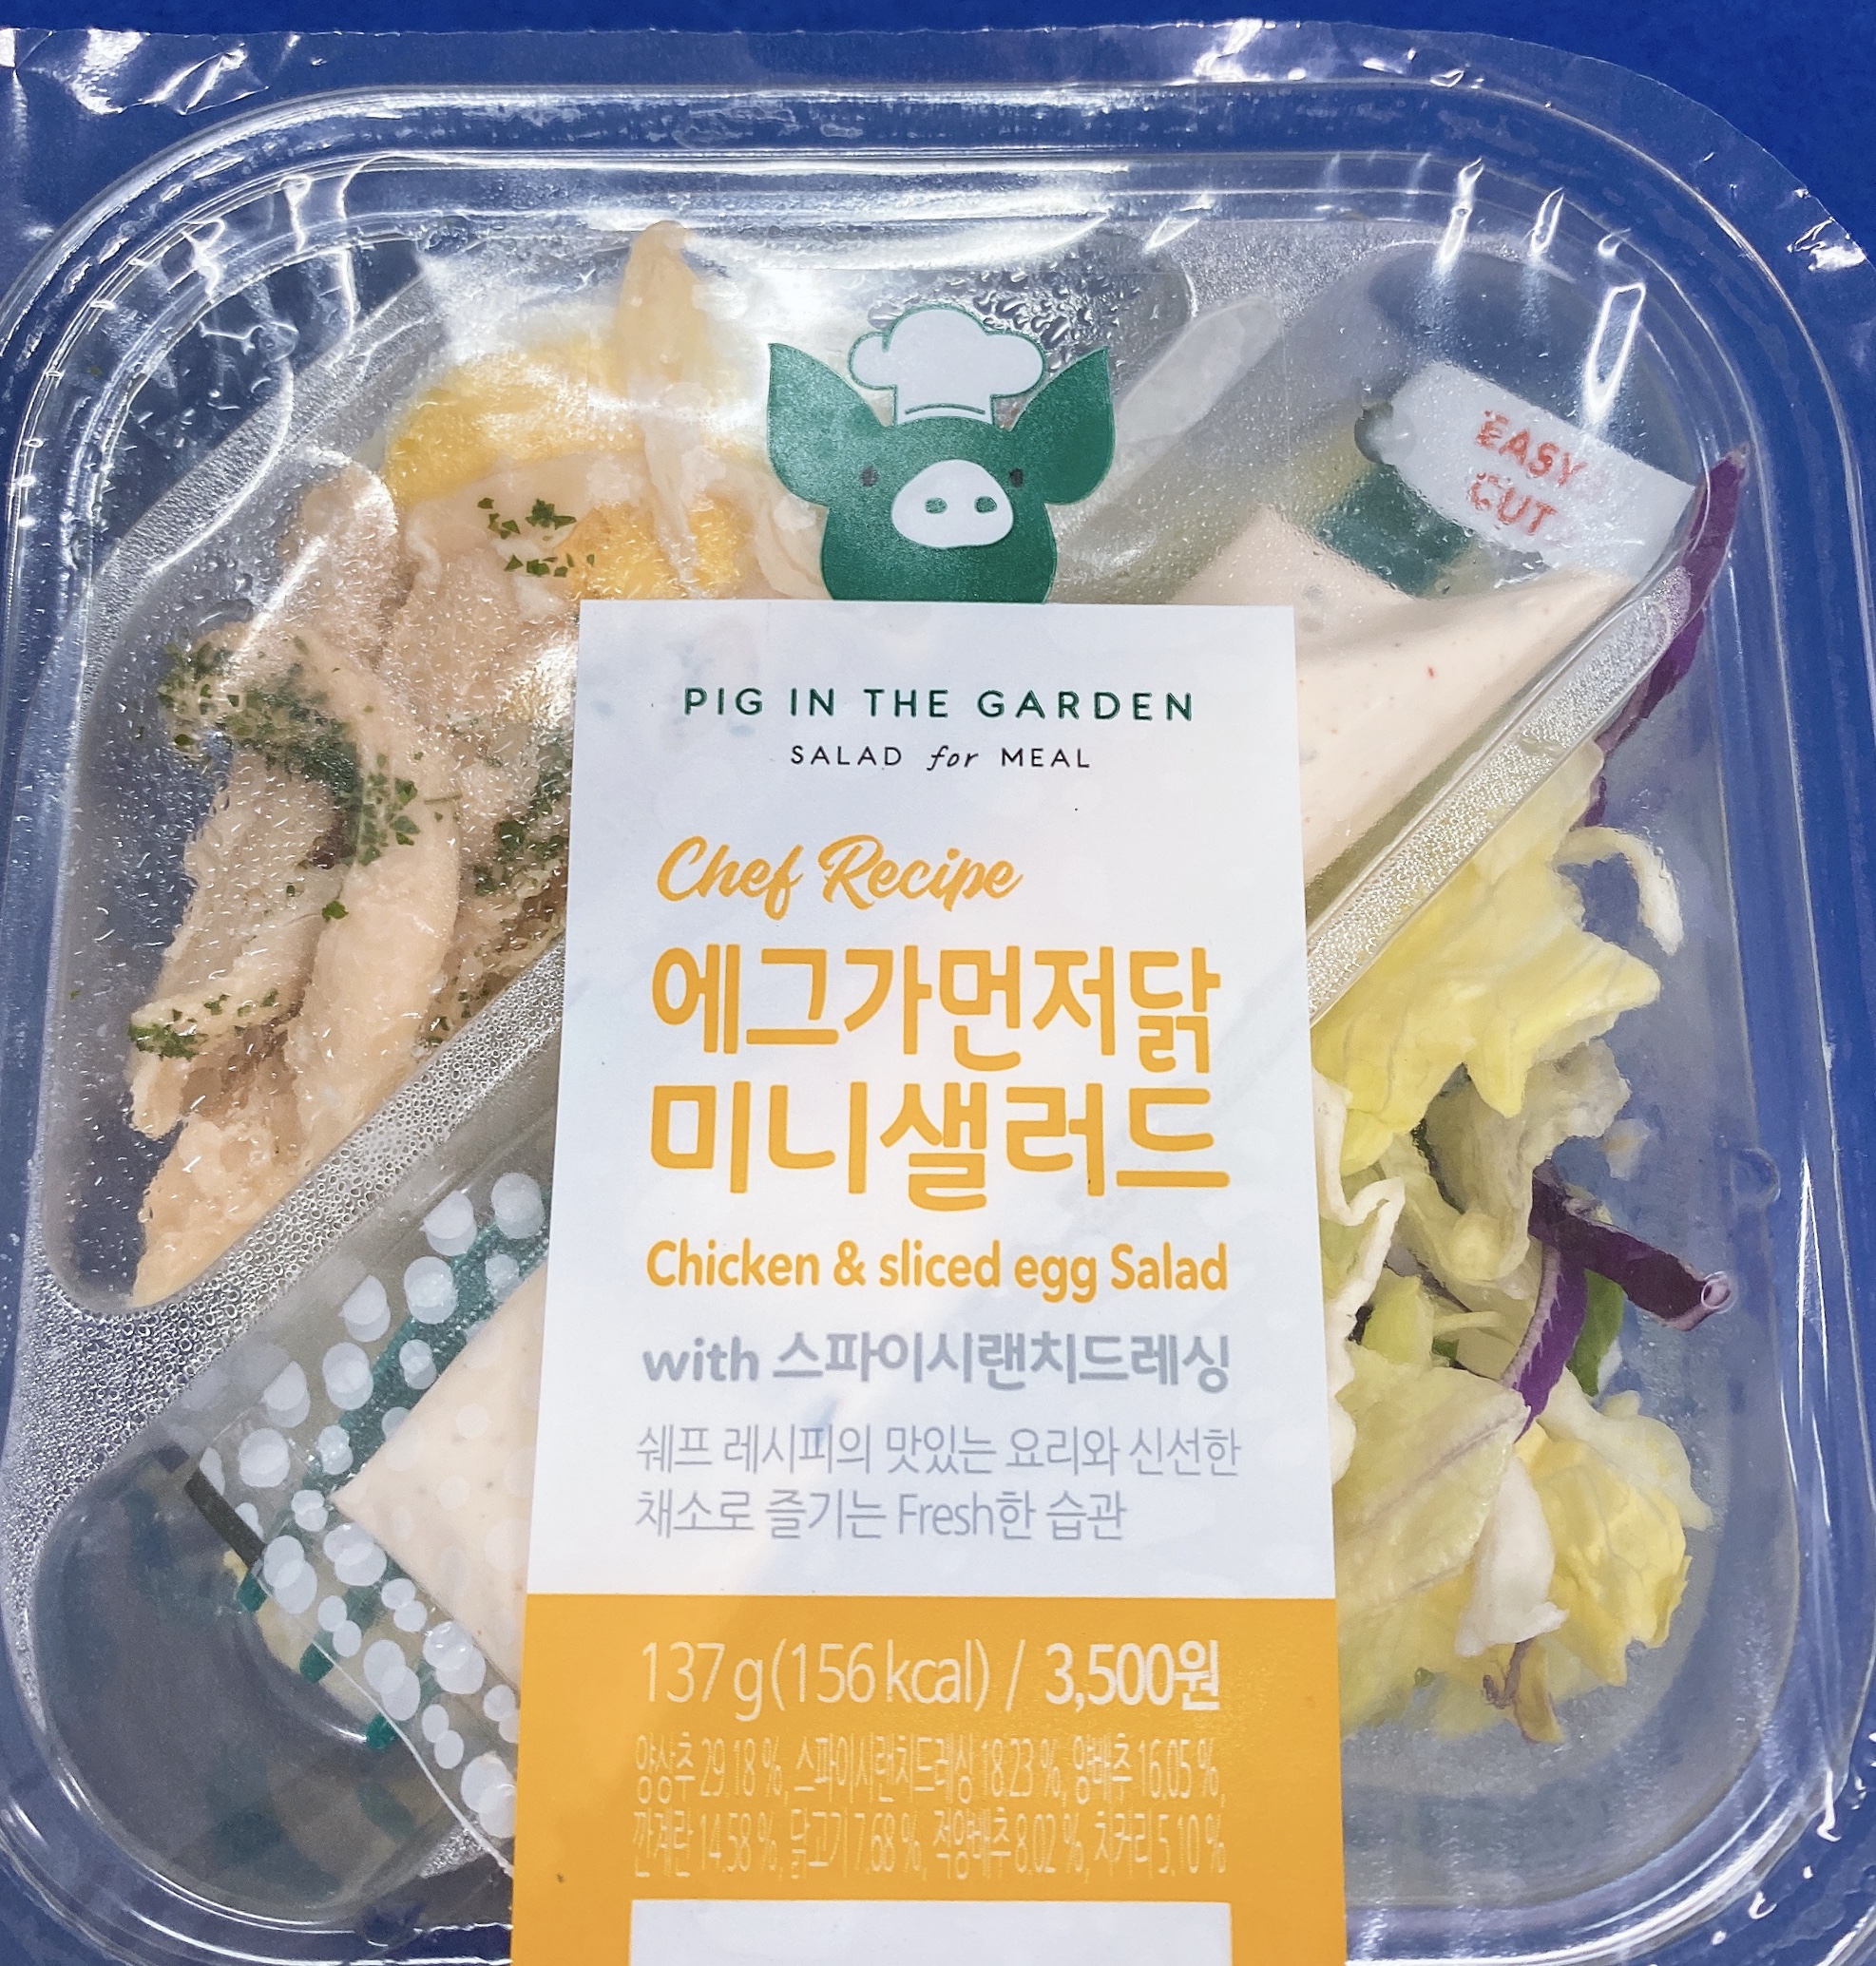 EASY
CUT
PIG IN THE GARDEN
SALAD for MEAL
Chef Recipe
에그가먼저닭
미니샐러드
Chicken & sliced egg Salad
with 스파이시랜치드레싱
쉐프 레시피의 맛있는 요리와 신선한
채소로 즐기는 Fresh한 습관
137g(156kcal) / 3,500원
양상추 29.18%, 스파이시랜치드레싱 18.23%, 양배추 16.05%,
깐계란 14.58%, 닭고기 7.68%, 적양배추 8.02%, 치커리 5.10%